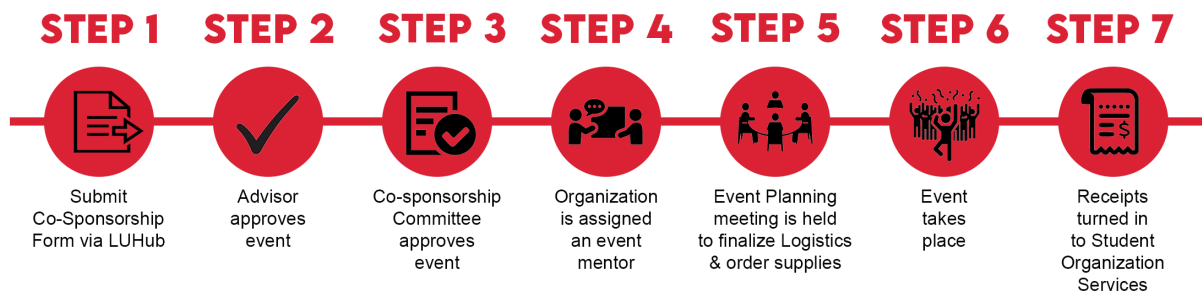 STEP 1
Submit
Co-Sponsorship
Form via LUHub
STEP 2
Advisor
approves
event
STEP 3
Co-sponsorship
Committee
approves
event
STEP 4
Organization
is assigned
an event
mentor
STEP 5
Event Planning
meeting is held
to finalize Logistics
& order supplies
STEP 6
Event
takes
place
STEP 7
$
Receipts
turned in
to Student
Organization
Services